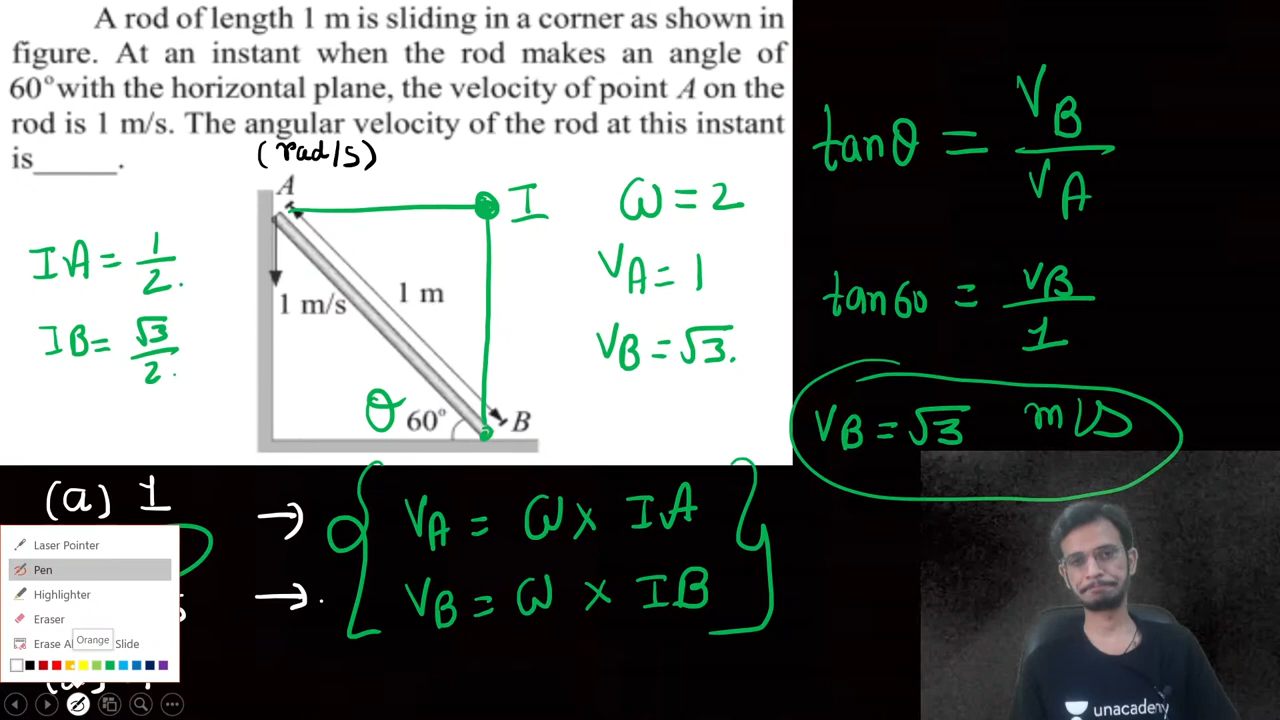 A rod of length 1 m is sliding in a corner as shown in
figure. At an instant when the rod makes an angle of
60° with the horizontal plane, the velocity of point A on the
rod is 1 m/s. The angular velocity of the rod at this instant
is______.
(rad/s)
A
I
1 m/s
1 m
θ
60°
B
IA = 1/2.
IB = √3/2.
ω = 2
VA = 1
VB = √3.
tanθ = VB/VA
tan60 = VB/1
VB = √3 m/s
(a) 1
→ VA = ω × IA
→ VB = ω × IB
Laser Pointer
Pen
Highlighter
Eraser
Erase Al
Slide
Orange
unacademy